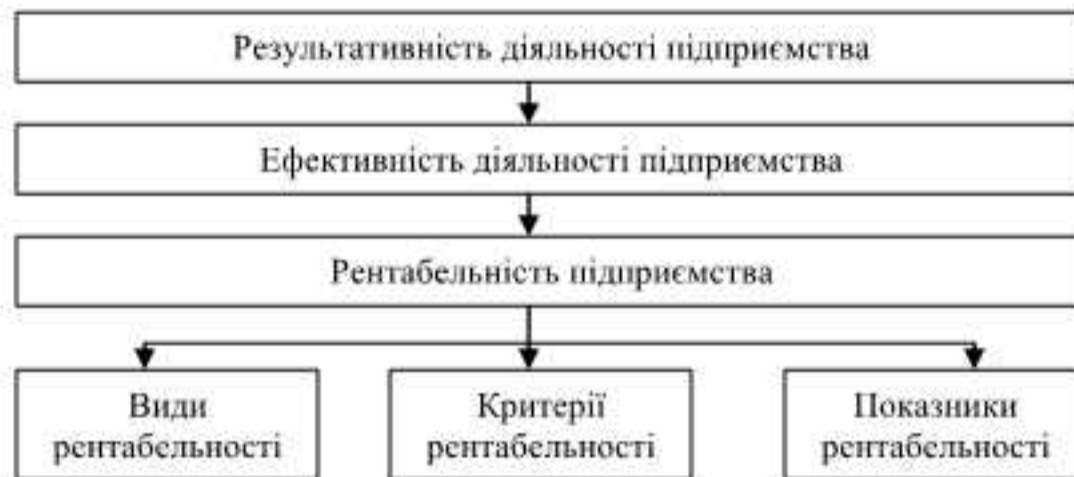 Результативність діяльності підприємства
Ефективність діяльності підприємства
Рентабельність підприємства
Види
рентабельності
Критерії
рентабельності
Показники
рентабельності